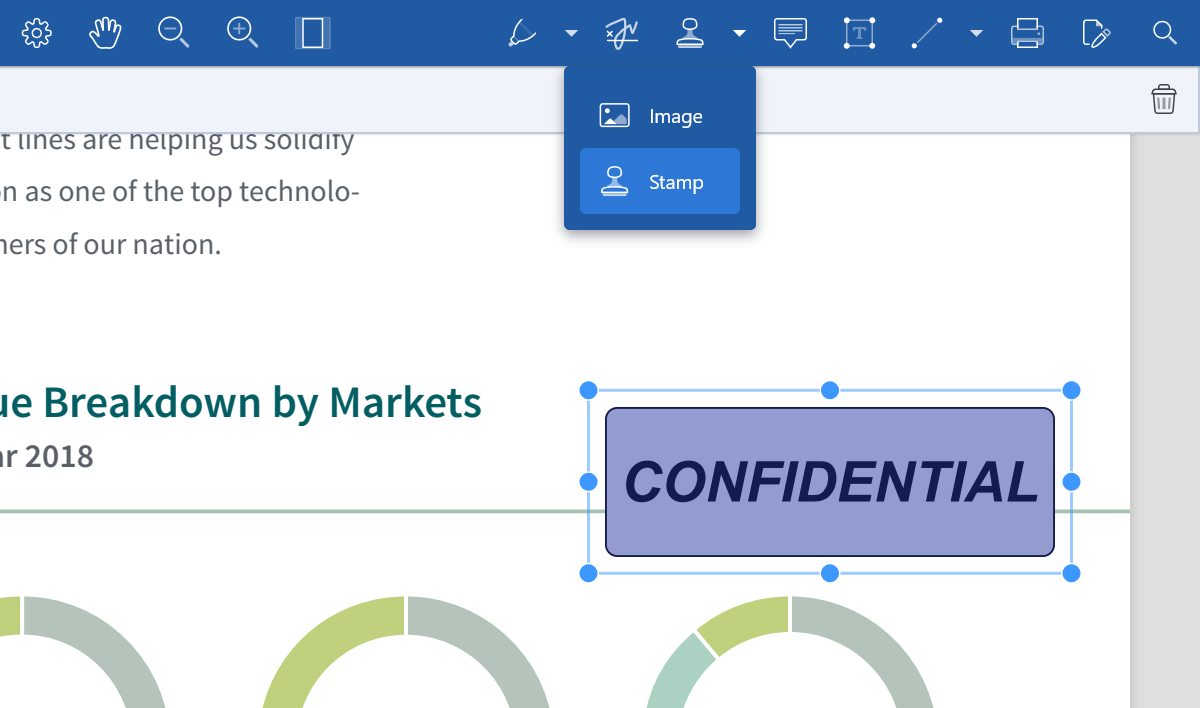 Image
Stamp
t lines are helping us solidify
on as one of the top technolo-
ners of our nation.
ue Breakdown by Markets
ar 2018
CONFIDENTIAL
T